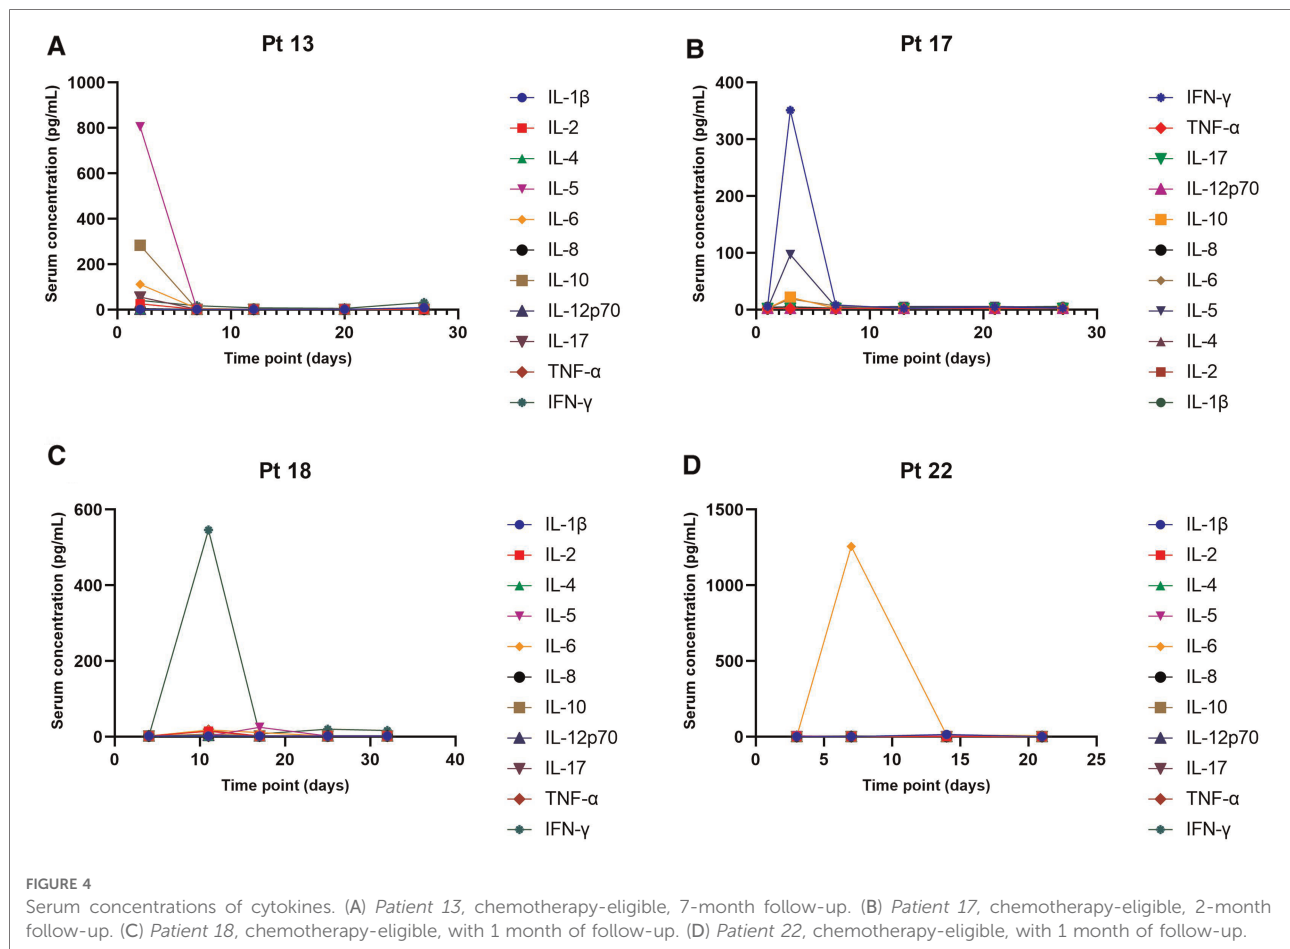 A
Pt 13
Serum concentration (pg/mL)
1000
800
600
400
200
0
0 10 20 30
Time point (days)
IL-1β
IL-2
IL-4
IL-5
IL-6
IL-8
IL-10
IL-12p70
IL-17
TNF-α
IFN-γ
B
Pt 17
Serum concentration (pg/mL)
400
300
200
100
0
0 10 20 30
Time point (days)
IFN-γ
TNF-α
IL-17
IL-12p70
IL-10
IL-8
IL-6
IL-5
IL-4
IL-2
IL-1β
C
Pt 18
Serum concentration (pg/mL)
600
400
200
0
0 10 20 30 40
Time point (days)
IL-1β
IL-2
IL-4
IL-5
IL-6
IL-8
IL-10
IL-12p70
IL-17
TNF-α
IFN-γ
D
Pt 22
Serum concentration (pg/mL)
1500
1000
500
0
0 5 10 15 20 25
Time point (days)
IL-1β
IL-2
IL-4
IL-5
IL-6
IL-8
IL-10
IL-12p70
IL-17
TNF-α
IFN-γ
FIGURE 4
Serum concentrations of cytokines. (A) Patient 13, chemotherapy-eligible, 7-month follow-up. (B) Patient 17, chemotherapy-eligible, 2-month
follow-up. (C) Patient 18, chemotherapy-eligible, with 1 month of follow-up. (D) Patient 22, chemotherapy-eligible, with 1 month of follow-up.